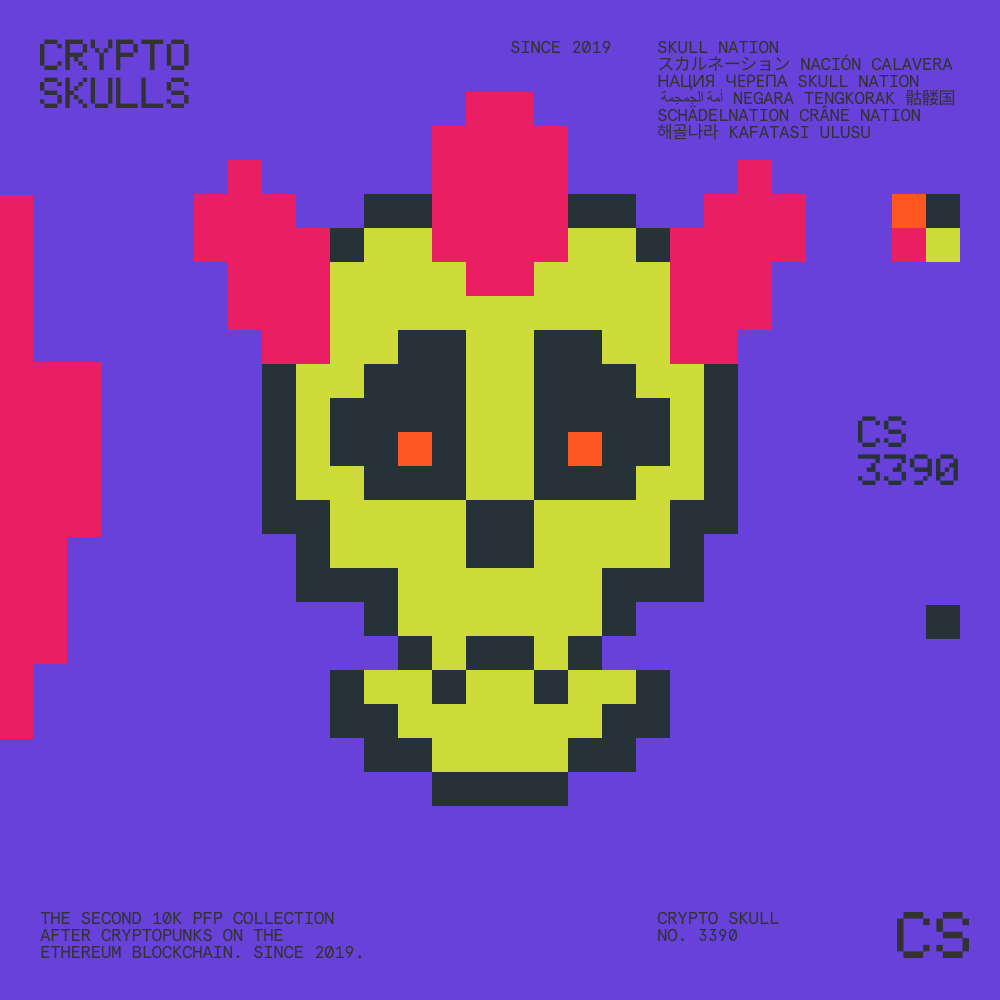 CRYPTO
SKULLS
SINCE 2019
SKULL NATION
スカルネーション NACIÓN CALAVERA
НАЦИЯ ЧЕРЕПА SKULL NATION
أمة الجمجمة NEGARA TENGKORAK 骷髅国
SCHÄDELNATION CRÂNE NATION
해골나라 KAFATASI ULUSU
CS
3390
THE SECOND 10K PFP COLLECTION
AFTER CRYPTOPUNKS ON THE
ETHEREUM BLOCKCHAIN. SINCE 2019.
CRYPTO SKULL
NO. 3390
CS